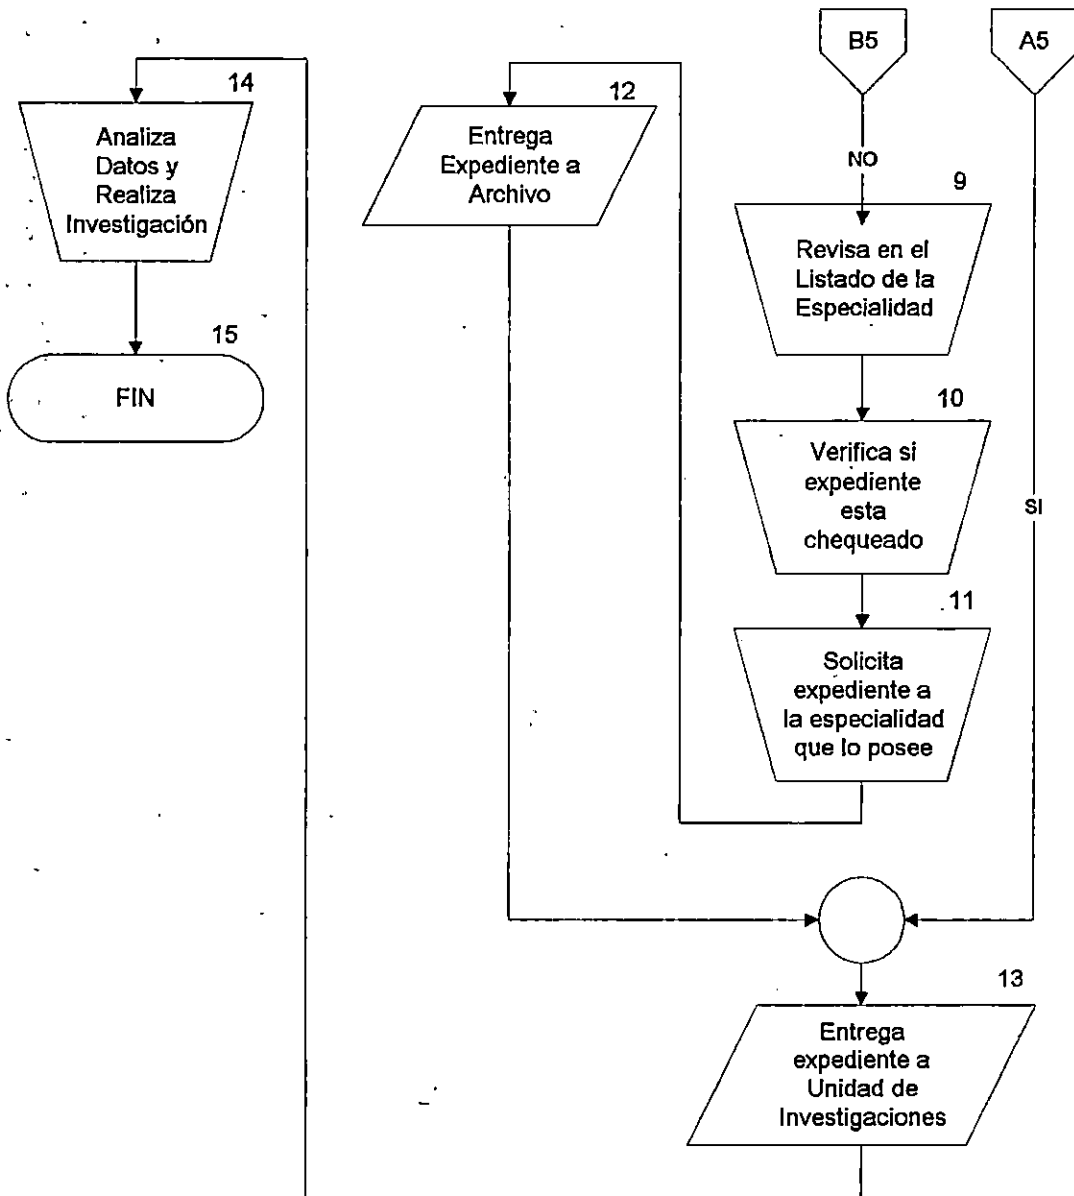 B5
A5
14
Analiza
Datos y
Realiza
Investigación
15
FIN
12
Entrega
Expediente a
Archivo
NO
9
Revisa en el
Listado de la
Especialidad
10
Verifica si
expediente
esta
chequeado
SI
11
Solicita
expediente a
la especialidad
que lo posee
13
Entrega
expediente a
Unidad de
Investigaciones